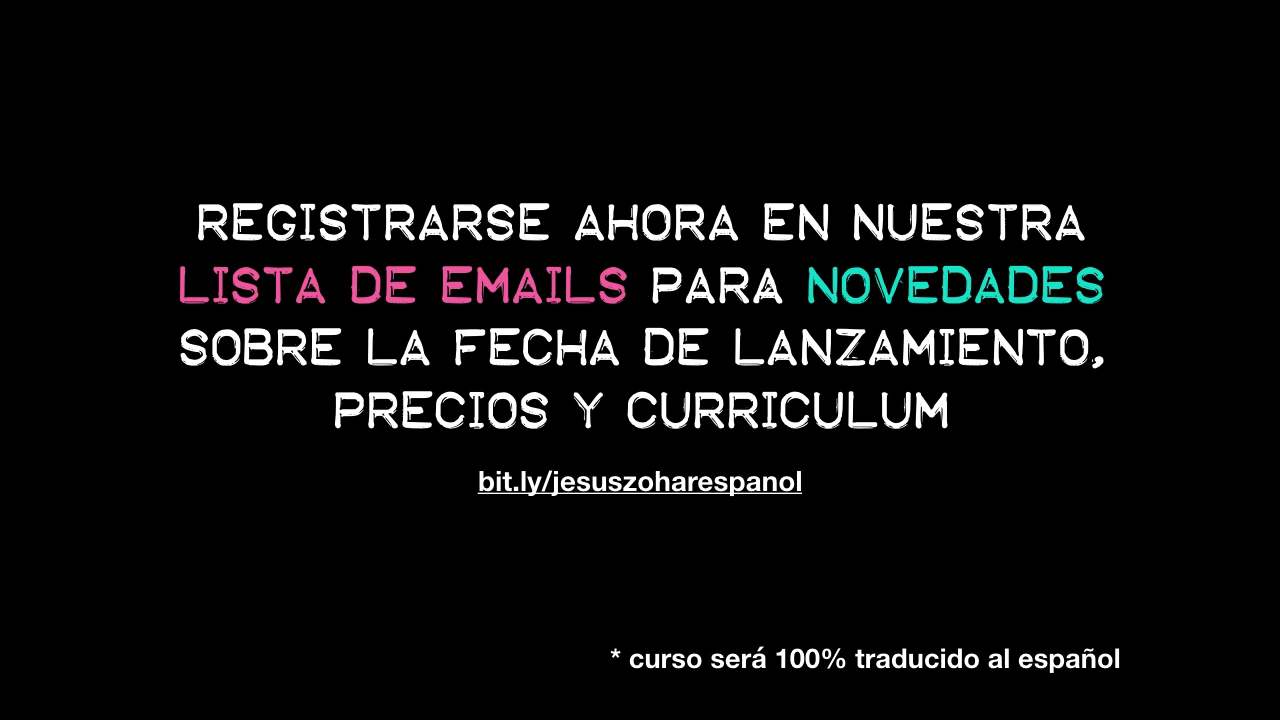 REGISTRARSE AHORA EN NUESTRA
LISTA DE EMAILS PARA NOVEDADES
SOBRE LA FECHA DE LANZAMIENTO,
PRECIOS Y CURRICULUM
bit.ly/jesuszoharespanol
* curso será 100% traducido al español